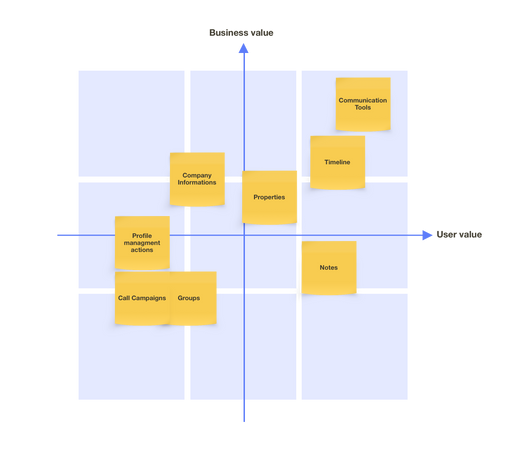 Business value
Communication
Tools
Timeline
Company
Informations
Properties
User value
Profile
managment
actions
Notes
Call Campaigns
Groups